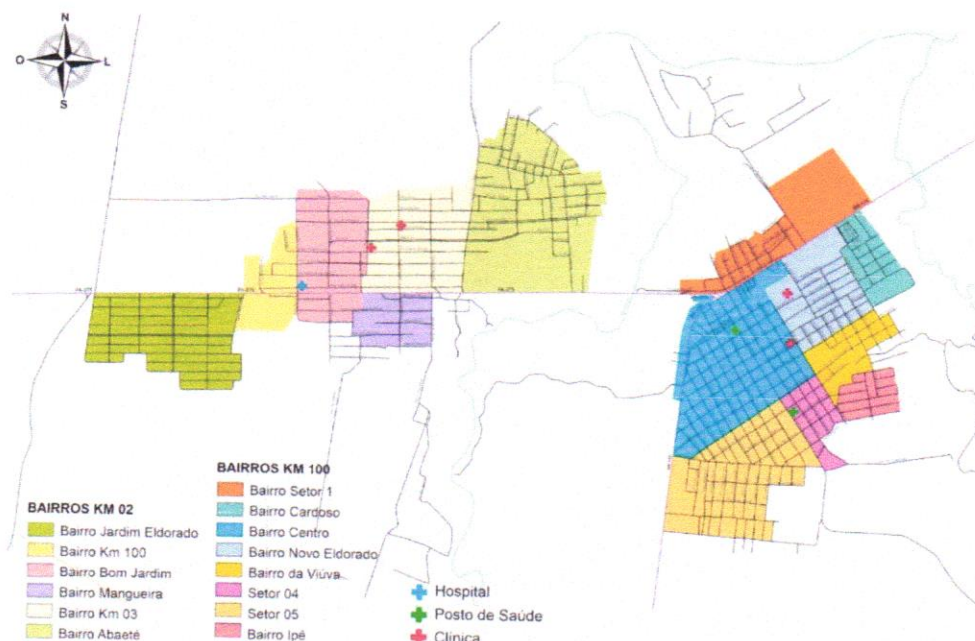 N
O
L
S
BAIRROS KM 02
Bairro Jardim Eldorado
Bairro Km 100
Bairro Bom Jardim
Bairro Mangueira
Bairro Km 03
Bairro Abaeté
BAIRROS KM 100
Bairro Setor 1
Bairro Cardoso
Bairro Centro
Bairro Novo Eldorado
Bairro da Viúva
Setor 04
Setor 05
Bairro Ipê
Hospital
Posto de Saúde
Clínica